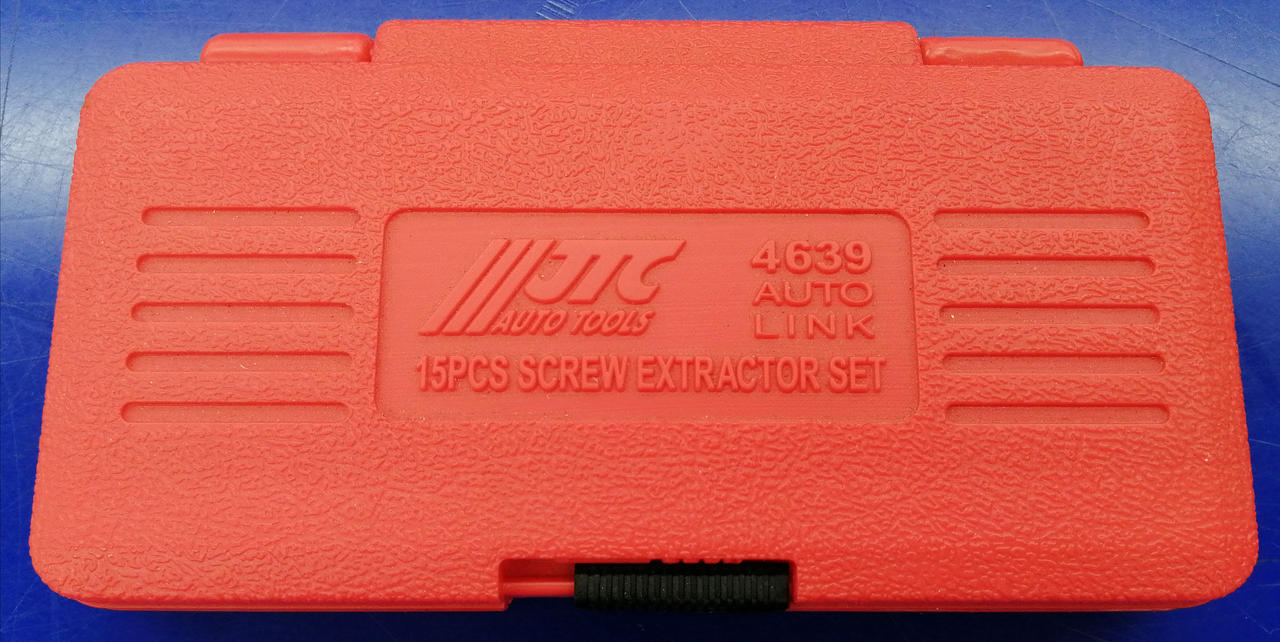 JTC
AUTO TOOLS
4639
AUTO
LINK
15PCS SCREW EXTRACTOR SET